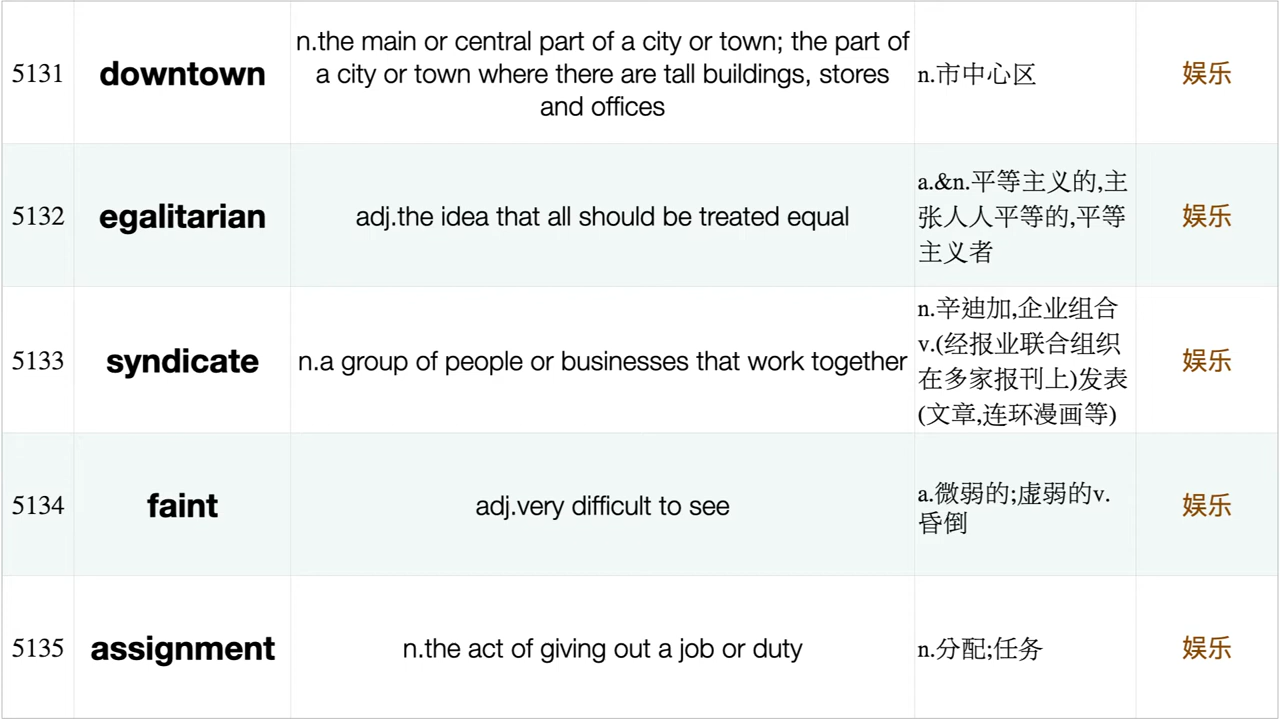 n.the main or central part of a city or town; the part of
5131 downtown a city or town where there are tall buildings, stores n.市中心区 娱乐
and offices
a.&n.平等主义的,主
5132 egalitarian adj.the idea that all should be treated equal 张人人平等的,平等 娱乐
主义者
n.辛迪加,企业组合
v.(经报业联合组织
5133 syndicate n.a group of people or businesses that work together 在多家报刊上)发表 娱乐
(文章,连环漫画等)
5134 faint adj.very difficult to see a.微弱的;虚弱的v. 娱乐
昏倒
5135 assignment n.the act of giving out a job or duty n.分配;任务 娱乐